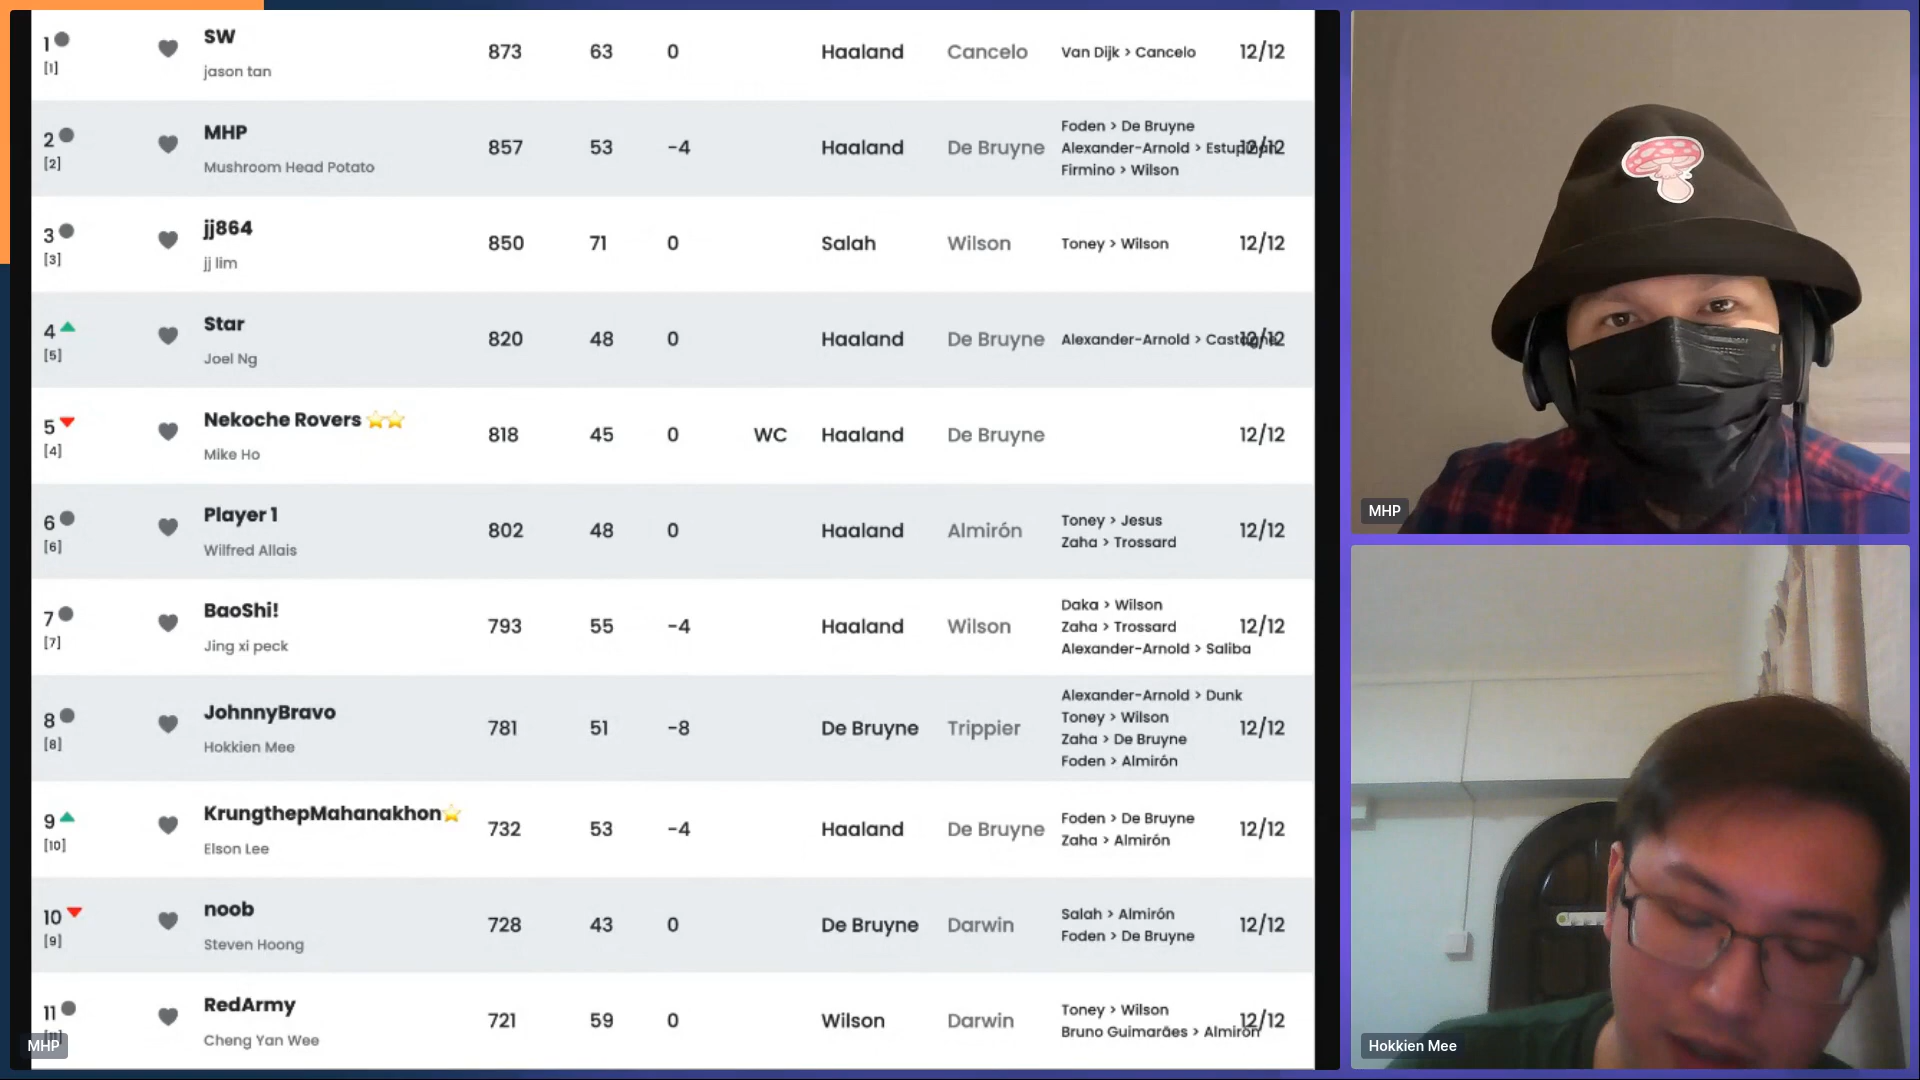 1
[1]
SW
jason tan
873 63 0 Haaland Cancelo
Van Dijk > Cancelo
12/12
2
[2]
MHP
Mushroom Head Potato
857 53 -4 Haaland De Bruyne
Foden > De Bruyne
Alexander-Arnold > Estupiñán
Firmino > Wilson
12/12
3
[3]
jj864
jj lim
850 71 0 Salah Wilson
Toney > Wilson
12/12
4
[5]
Star
Joel Ng
820 48 0 Haaland De Bruyne
Alexander-Arnold > Castagne
12/12
5
[4]
Nekoche Rovers ⭐⭐
Mike Ho
818 45 0 WC Haaland De Bruyne
12/12
6
[6]
Player 1
Wilfred Allais
802 48 0 Haaland Almirón
Toney > Jesus
Zaha > Trossard
12/12
7
[7]
BaoShi!
Jing xi peck
793 55 -4 Haaland Wilson
Daka > Wilson
Zaha > Trossard
Alexander-Arnold > Saliba
12/12
8
[8]
JohnnyBravo
Hokkien Mee
781 51 -8 De Bruyne Trippier
Alexander-Arnold > Dunk
Toney > Wilson
Zaha > De Bruyne
Foden > Almirón
12/12
9
[10]
KrungthepMahanakhon⭐
Elson Lee
732 53 -4 Haaland De Bruyne
Foden > De Bruyne
Zaha > Almirón
12/12
10
[9]
noob
Steven Hoong
728 43 0 De Bruyne Darwin
Salah > Almirón
Foden > De Bruyne
12/12
11
[11]
RedArmy
Cheng Yan Wee
721 59 0 Wilson Darwin
Toney > Wilson
Bruno Guimarães > Almirón
12/12
MHP
MHP
Hokkien Mee